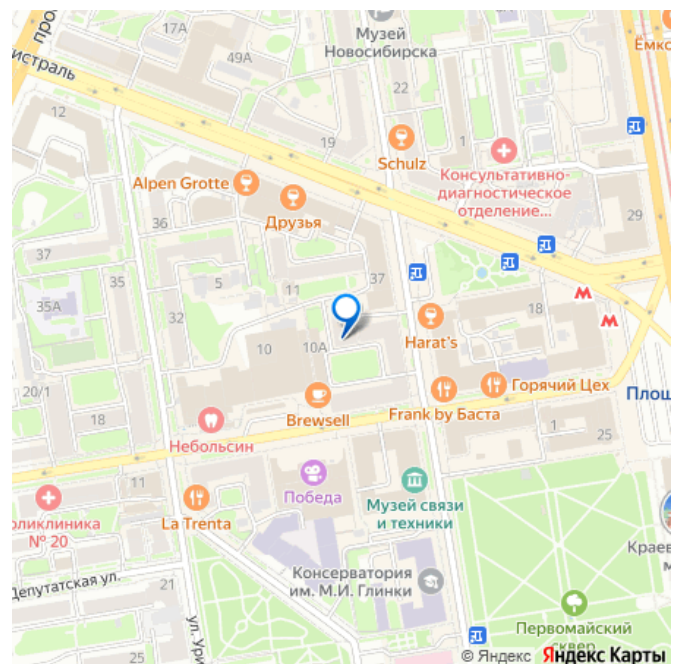 17А
Музей
Новосибирска
про
49А
Ёмко
истраль
22
12
19
1
Schulz
Консультативно-
диагностическое
отделение...
Alpen Grotte
Друзья
36
29
37
35
5
11
37
35А
32
18
М
М
Harat's
10
10А
20/1
Горячий Цех
Площ
Frank by Баста
18
Brewsell
1
25
Небольсин
11
Победа
Музей связи
и техники
оликлиника
№ 20
La Trenta
Краев
м
Депутатская ул.
21
Консерватория
им. М.И. Глинки
ул. Ури
Первомайский
сквер
25
© Яндекс Яндекс Карты